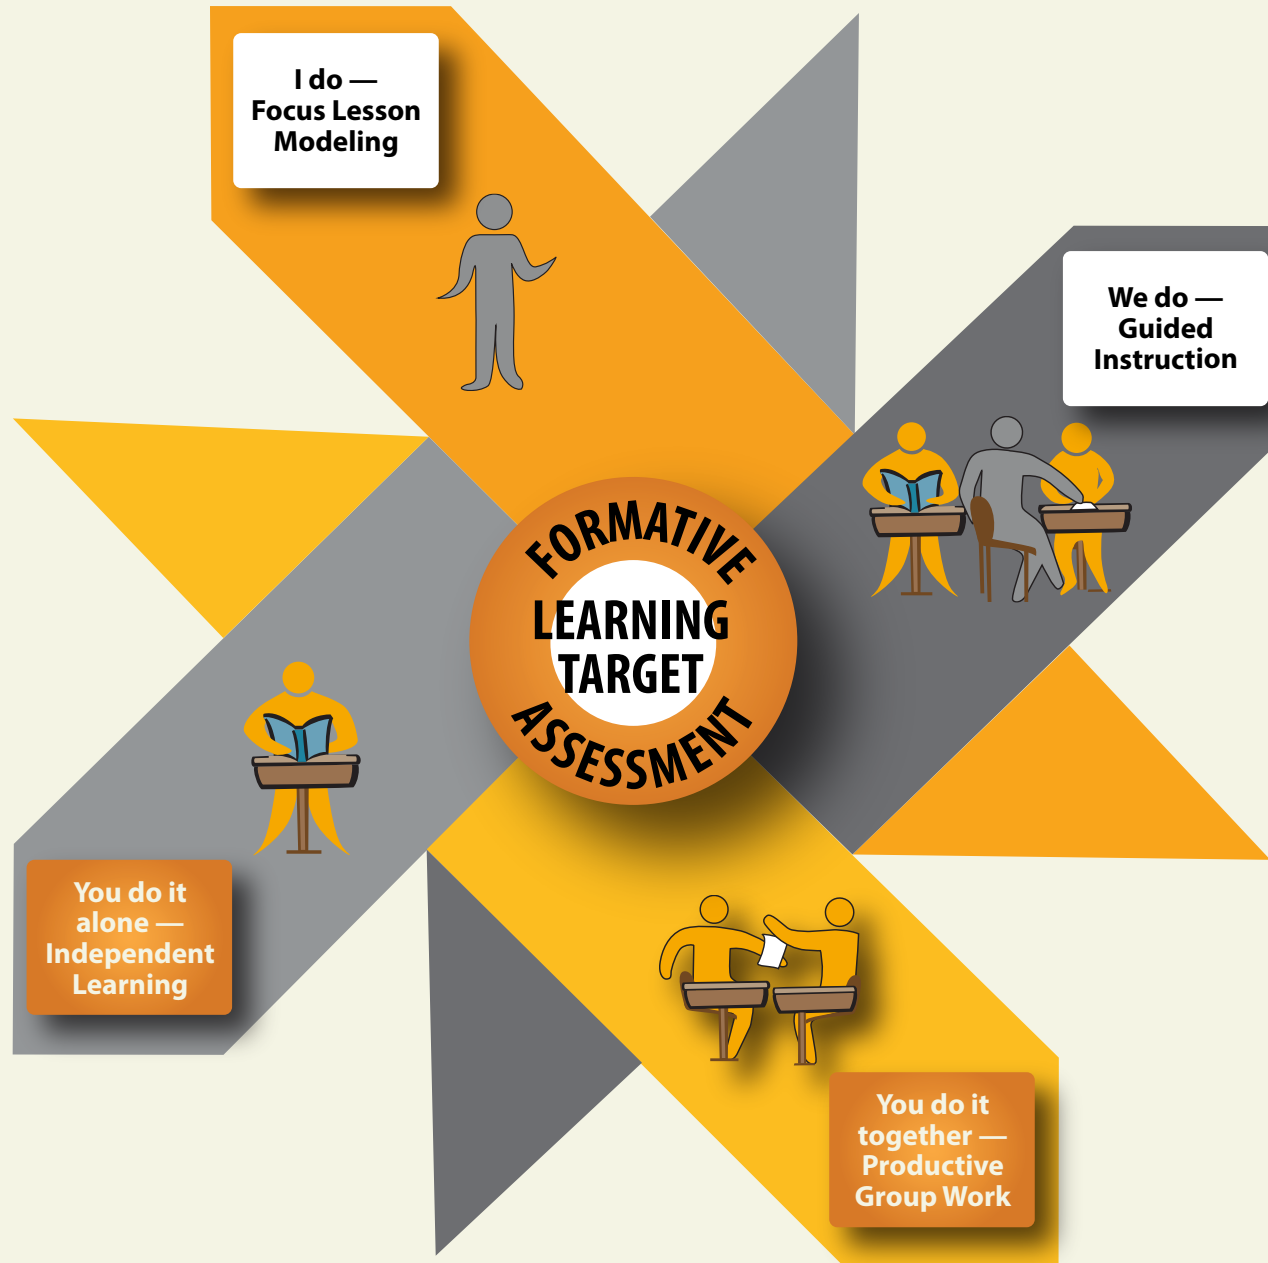 I do —
Focus Lesson
Modeling
We do —
Guided
Instruction
FORMATIVE
LEARNING
TARGET
ASSESSMENT
You do it
alone —
Independent
Learning
You do it
together —
Productive
Group Work